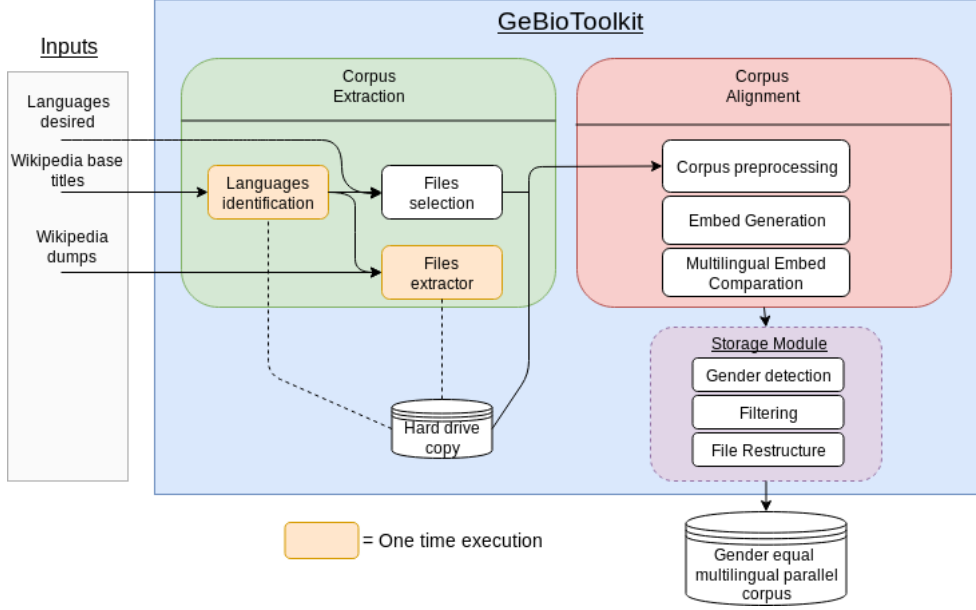 GeBioToolkit
Inputs
Languages
desired
Wikipedia base
titles
Wikipedia
dumps
Corpus
Extraction
Languages
identification
Files
selection
Files
extractor
Hard drive
copy
Corpus
Alignment
Corpus preprocessing
Embed Generation
Multilingual Embed
Comparation
Storage Module
Gender detection
Filtering
File Restructure
Gender equal
multilingual parallel
corpus
= One time execution